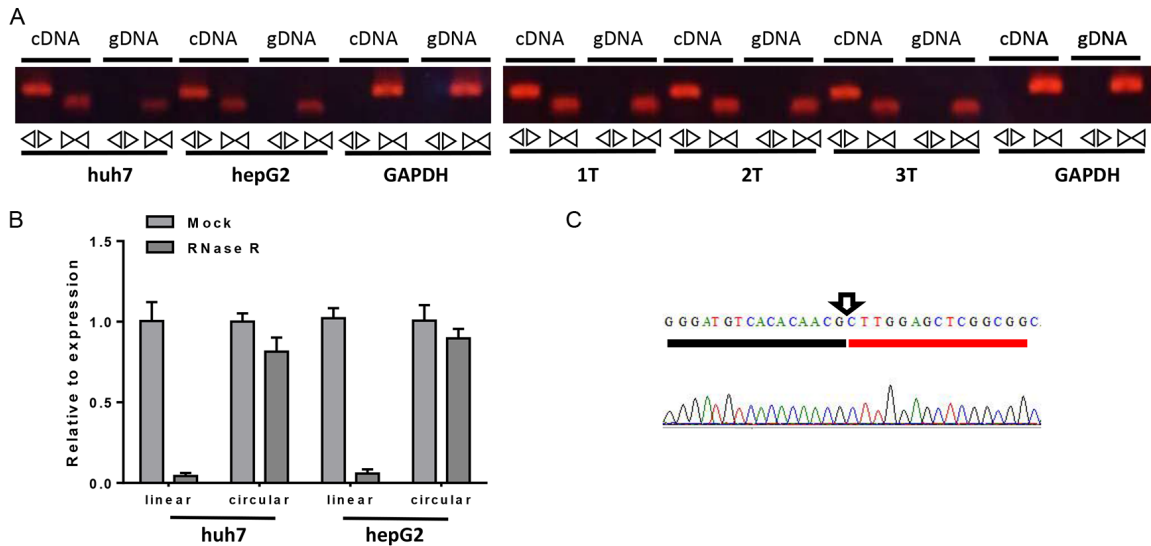 A
cDNA gDNA cDNA gDNA cDNA gDNA cDNA gDNA cDNA gDNA cDNA gDNA cDNA gDNA
huh7 hepG2 GAPDH 1T 2T 3T GAPDH
B
Mock
RNase R
Relative to expression
1.5
1.0
0.5
0.0
linear circular linear circular
huh7 hepG2
C
GGGATGTCACACAACGCTTGGAGCTCGGCGGC.